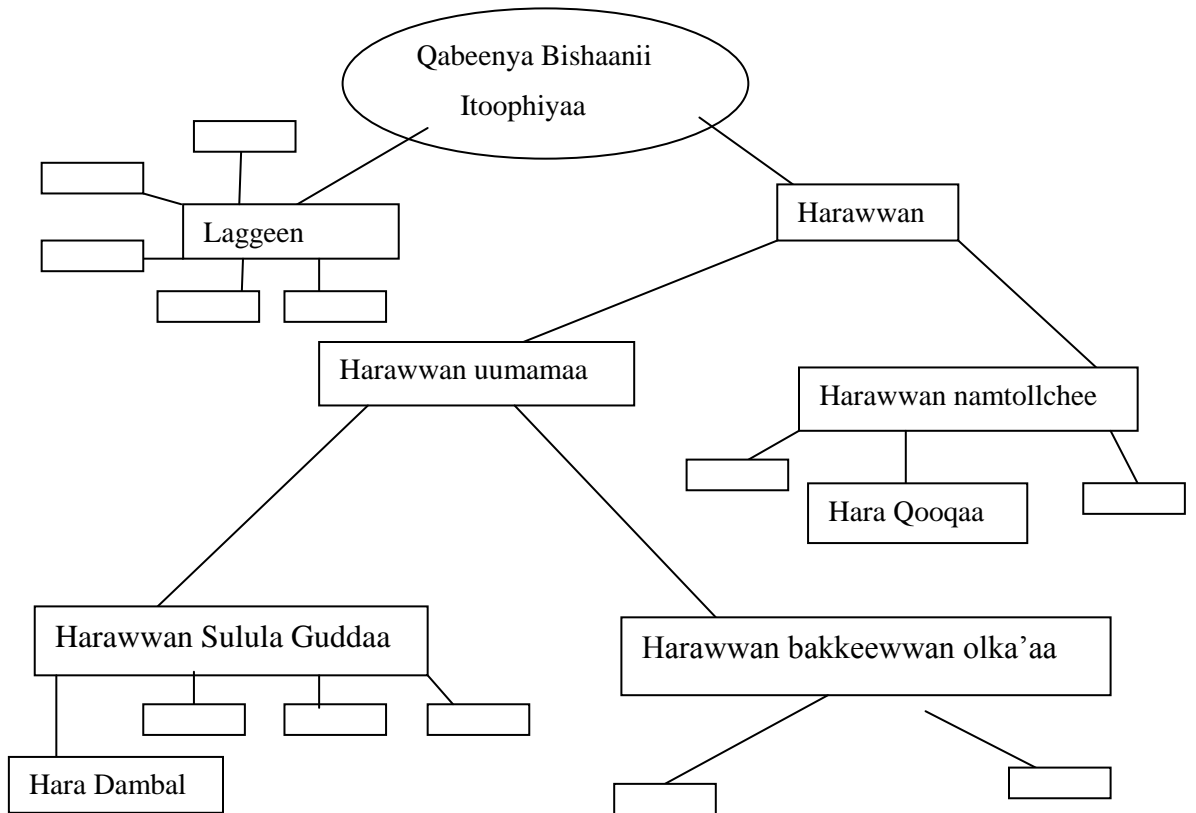 Qabeenya Bishaanii
Itoophiyaa
Laggeen
Harawwan
Harawwan uumamaa
Harawwan namtollchee
Hara Qooqaa
Harawwan Sulula Guddaa
Harawwan bakkeewwan olka’aa
Hara Dambal